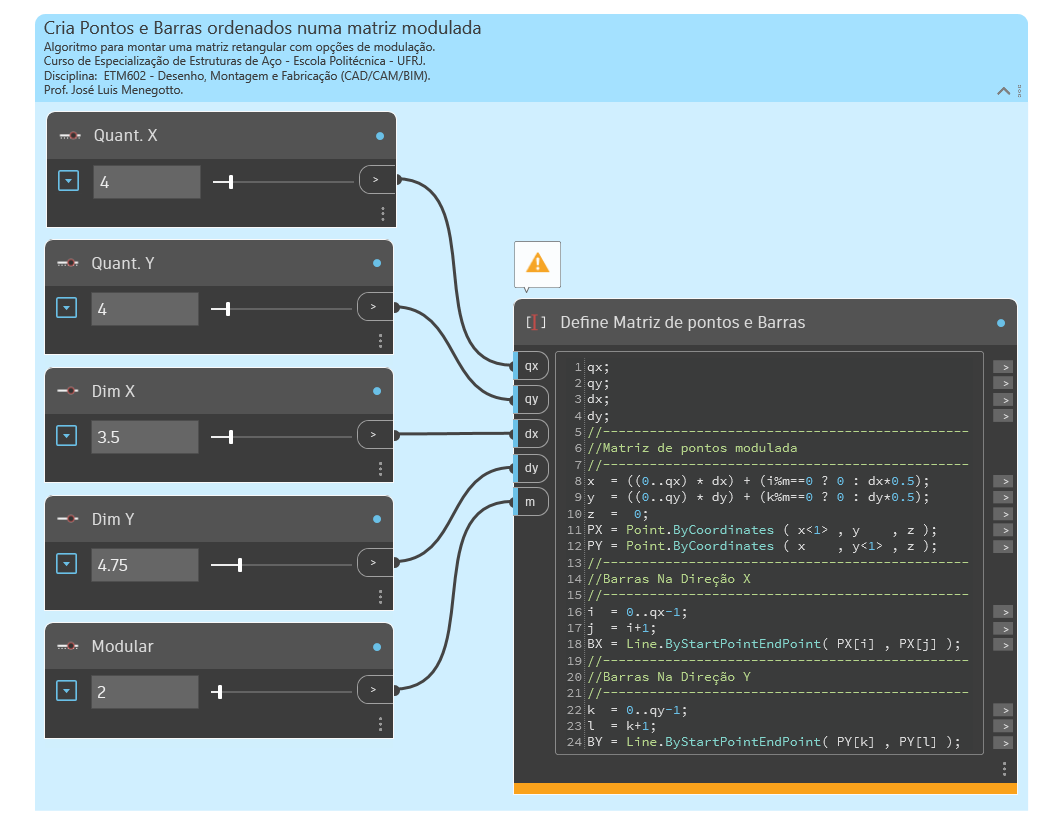 Cria Pontos e Barras ordenados numa matriz modulada
Algoritmo para montar uma matriz retangular com opções de modulação.
Curso de Especialização de Estruturas de Aço - Escola Politécnica - UFRJ.
Disciplina:  ETM602 - Desenho, Montagem e Fabricação (CAD/CAM/BIM).
Prof. José Luis Menegotto.
Quant. X
4
>
Quant. Y
4
>
Dim X
3.5
>
Dim Y
4.75
>
Modular
2
>
Define Matriz de pontos e Barras
qx
qy
dx
dy
m
1 qx;
2 qy;
3 dx;
4 dy;
5 //-----------------------------------------------
6 //Matriz de pontos modulada
7 //-----------------------------------------------
8 x  = ((0..qx) * dx) + (i%m==0 ? 0 : dx*0.5);
9 y  = ((0..qy) * dy) + (k%m==0 ? 0 : dy*0.5);
10 z  =  0;
11 PX = Point.ByCoordinates ( x<1> , y    , z );
12 PY = Point.ByCoordinates ( x    , y<1> , z );
13 //-----------------------------------------------
14 //Barras Na Direção X
15 //-----------------------------------------------
16 i  = 0..qx-1;
17 j  = i+1;
18 BX = Line.ByStartPointEndPoint( PX[i] , PX[j] );
19 //-----------------------------------------------
20 //Barras Na Direção Y
21 //-----------------------------------------------
22 k  = 0..qy-1;
23 l  = k+1;
24 BY = Line.ByStartPointEndPoint( PY[k] , PY[l] );